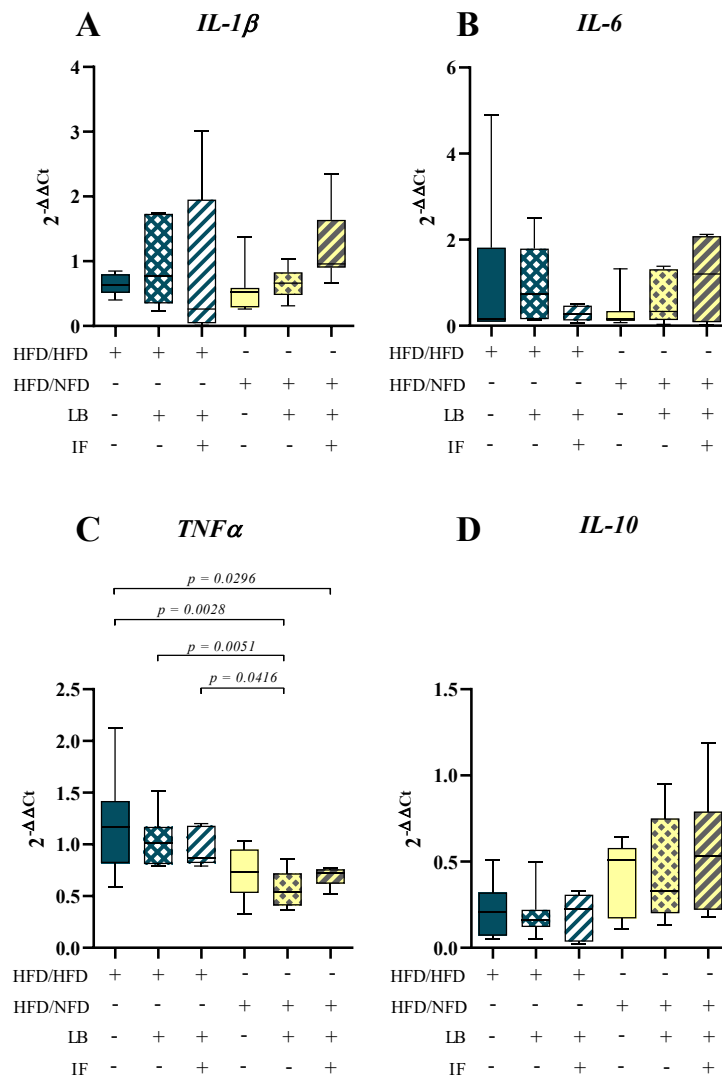 A IL-1β
2^-ΔΔCt
4
3
2
1
0
HFD/HFD + + + - - -
HFD/NFD - - - + + +
LB - + + - + +
IF - - + - - +
B IL-6
2^-ΔΔCt
6
4
2
0
HFD/HFD + + + - - -
HFD/NFD - - - + + +
LB - + + - + +
IF - - + - - +
C TNFα
p = 0.0296
p = 0.0028
p = 0.0051
p = 0.0416
2^-ΔΔCt
2.5
2.0
1.5
1.0
0.5
0.0
HFD/HFD + + + - - -
HFD/NFD - - - + + +
LB - + + - + +
IF - - + - - +
D IL-10
2^-ΔΔCt
1.5
1.0
0.5
0.0
HFD/HFD + + + - - -
HFD/NFD - - - + + +
LB - + + - + +
IF - - + - - +